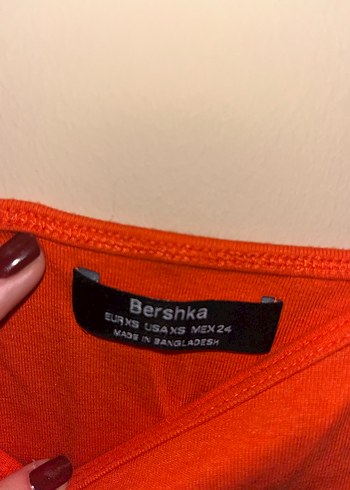 Bershka
EUR XS USA XS MEX 24
MADE IN BANGLADESH